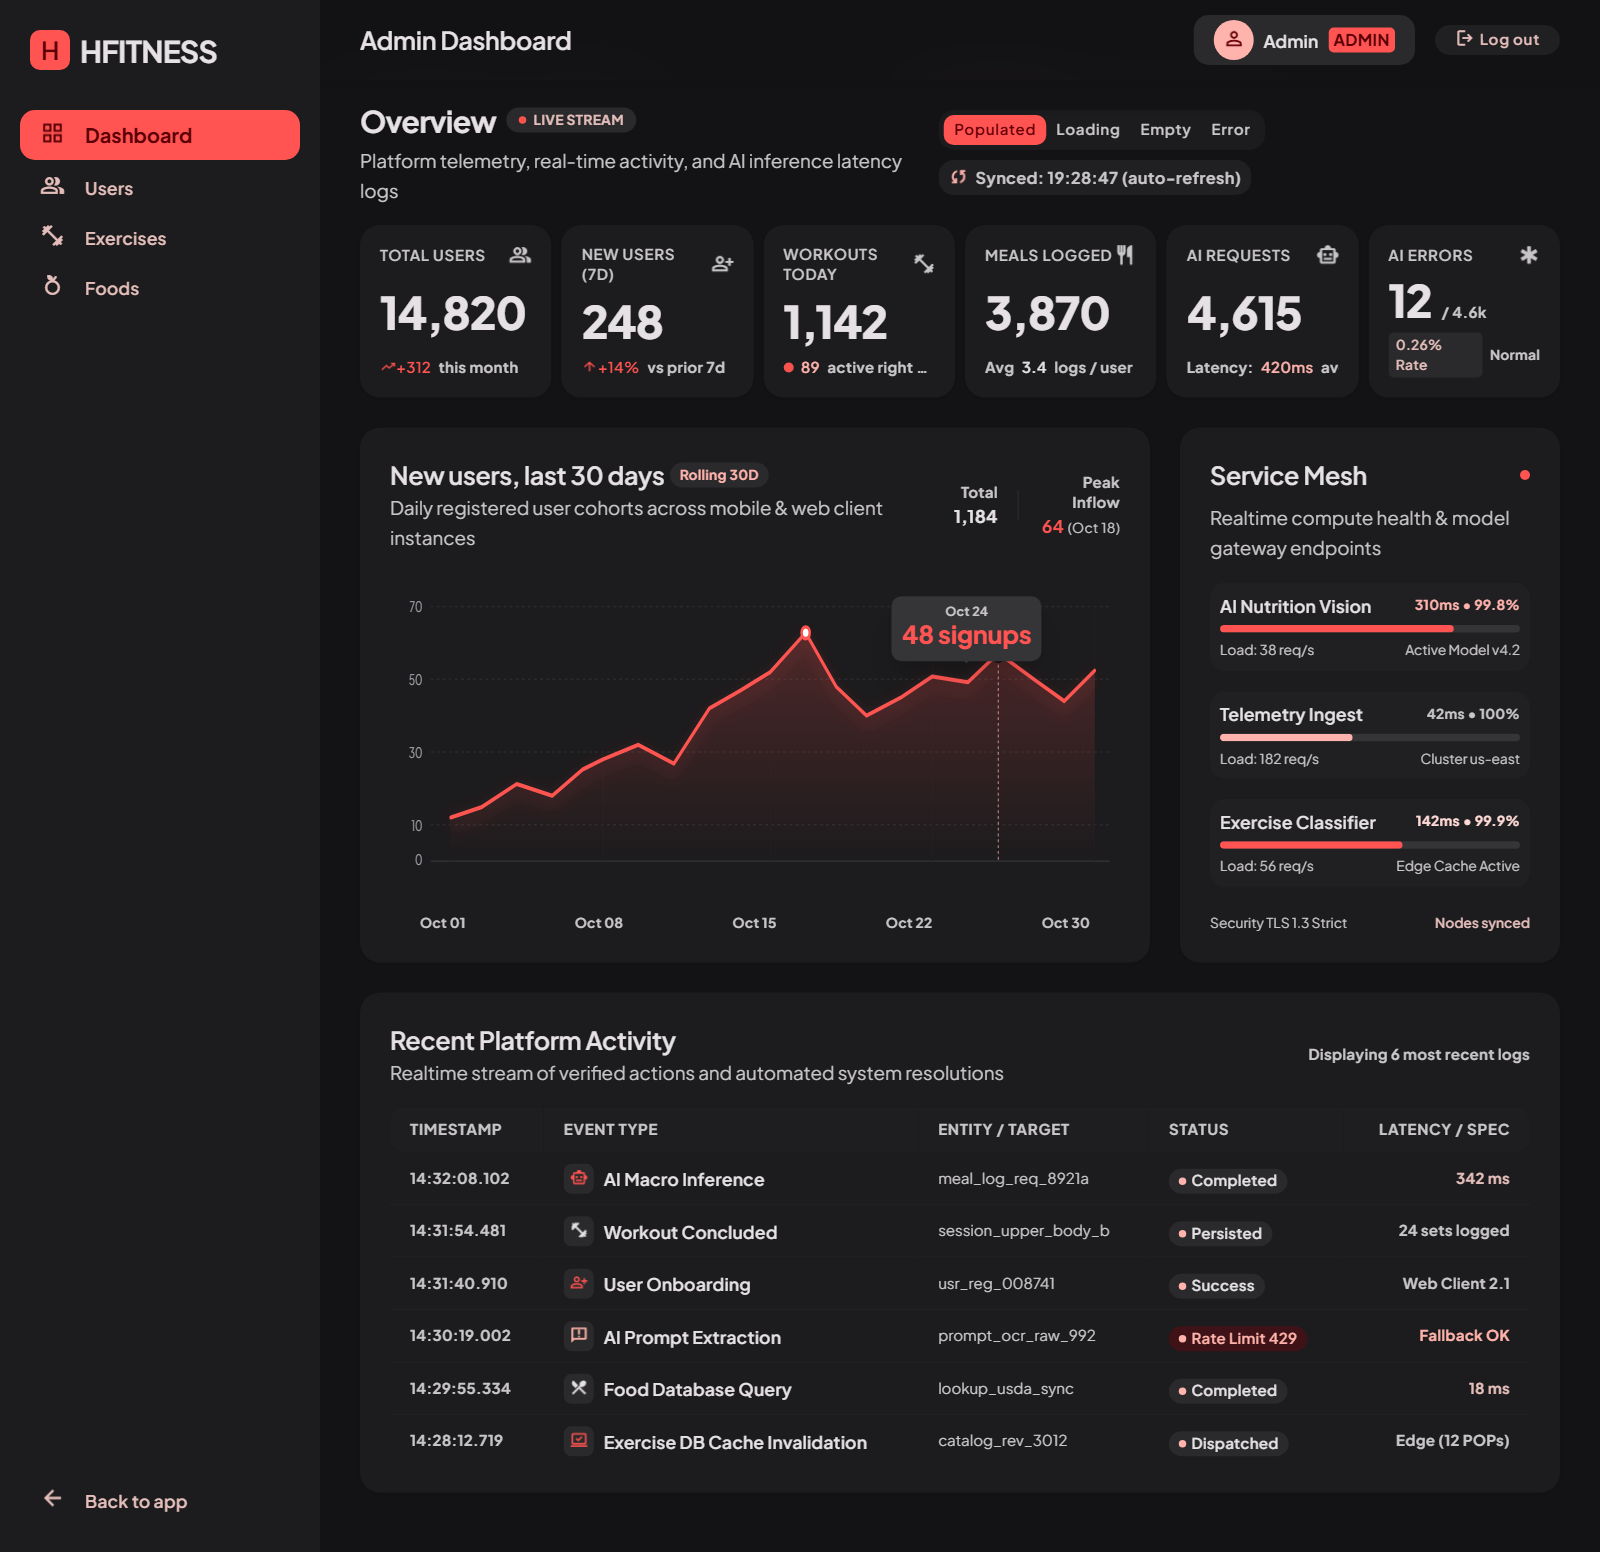 H HFITNESS
Admin Dashboard
Admin ADMIN
Log out
Dashboard
Users
Exercises
Foods
Back to app
Overview LIVE STREAM
Platform telemetry, real-time activity, and AI inference latency
logs
Populated Loading Empty Error
Synced: 19:28:47 (auto-refresh)
TOTAL USERS
14,820
+312 this month
NEW USERS
(7D)
248
+14% vs prior 7d
WORKOUTS
TODAY
1,142
89 active right ...
MEALS LOGGED
3,870
Avg 3.4 logs / user
AI REQUESTS
4,615
Latency: 420ms av
AI ERRORS
12 / 4.6k
0.26%
Rate
Normal
New users, last 30 days Rolling 30D
Daily registered user cohorts across mobile & web client
instances
Total
1,184
Peak
Inflow
64 (Oct 18)
70
50
30
10
0
Oct 24
48 signups
Oct 01 Oct 08 Oct 15 Oct 22 Oct 30
Service Mesh
Realtime compute health & model
gateway endpoints
AI Nutrition Vision 310ms • 99.8%
Load: 38 req/s Active Model v4.2
Telemetry Ingest 42ms • 100%
Load: 182 req/s Cluster us-east
Exercise Classifier 142ms • 99.9%
Load: 56 req/s Edge Cache Active
Security TLS 1.3 Strict Nodes synced
Recent Platform Activity
Realtime stream of verified actions and automated system resolutions
Displaying 6 most recent logs
TIMESTAMP EVENT TYPE ENTITY / TARGET STATUS LATENCY / SPEC
14:32:08.102 AI Macro Inference meal_log_req_8921a Completed 342 ms
14:31:54.481 Workout Concluded session_upper_body_b Persisted 24 sets logged
14:31:40.910 User Onboarding usr_reg_008741 Success Web Client 2.1
14:30:19.002 AI Prompt Extraction prompt_ocr_raw_992 Rate Limit 429 Fallback OK
14:29:55.334 Food Database Query lookup_usda_sync Completed 18 ms
14:28:12.719 Exercise DB Cache Invalidation catalog_rev_3012 Dispatched Edge (12 POPs)